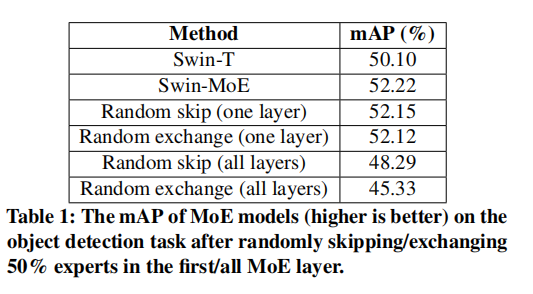 Method mAP (%)
Swin-T 50.10
Swin-MoE 52.22
Random skip (one layer) 52.15
Random exchange (one layer) 52.12
Random skip (all layers) 48.29
Random exchange (all layers) 45.33
Table 1: The mAP of MoE models (higher is better) on the
object detection task after randomly skipping/exchanging
50% experts in the first/all MoE layer.